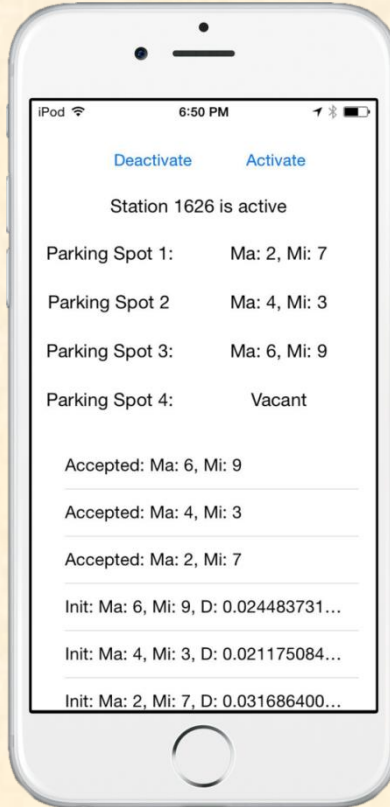 iPod 6:50 PM
Deactivate Activate
Station 1626 is active
Parking Spot 1: Ma: 2, Mi: 7
Parking Spot 2 Ma: 4, Mi: 3
Parking Spot 3: Ma: 6, Mi: 9
Parking Spot 4: Vacant
Accepted: Ma: 6, Mi: 9
Accepted: Ma: 4, Mi: 3
Accepted: Ma: 2, Mi: 7
Init: Ma: 6, Mi: 9, D: 0.024483731…
Init: Ma: 4, Mi: 3, D: 0.021175084…
Init: Ma: 2, Mi: 7, D: 0.031686400…